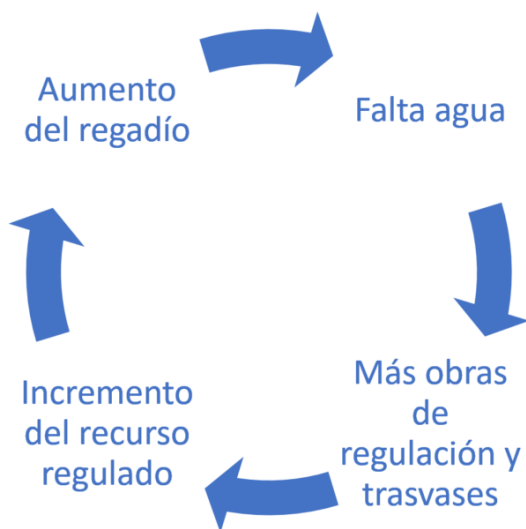 Aumento
del regadío
Falta agua
Más obras
de
regulación y
trasvases
Incremento
del recurso
regulado